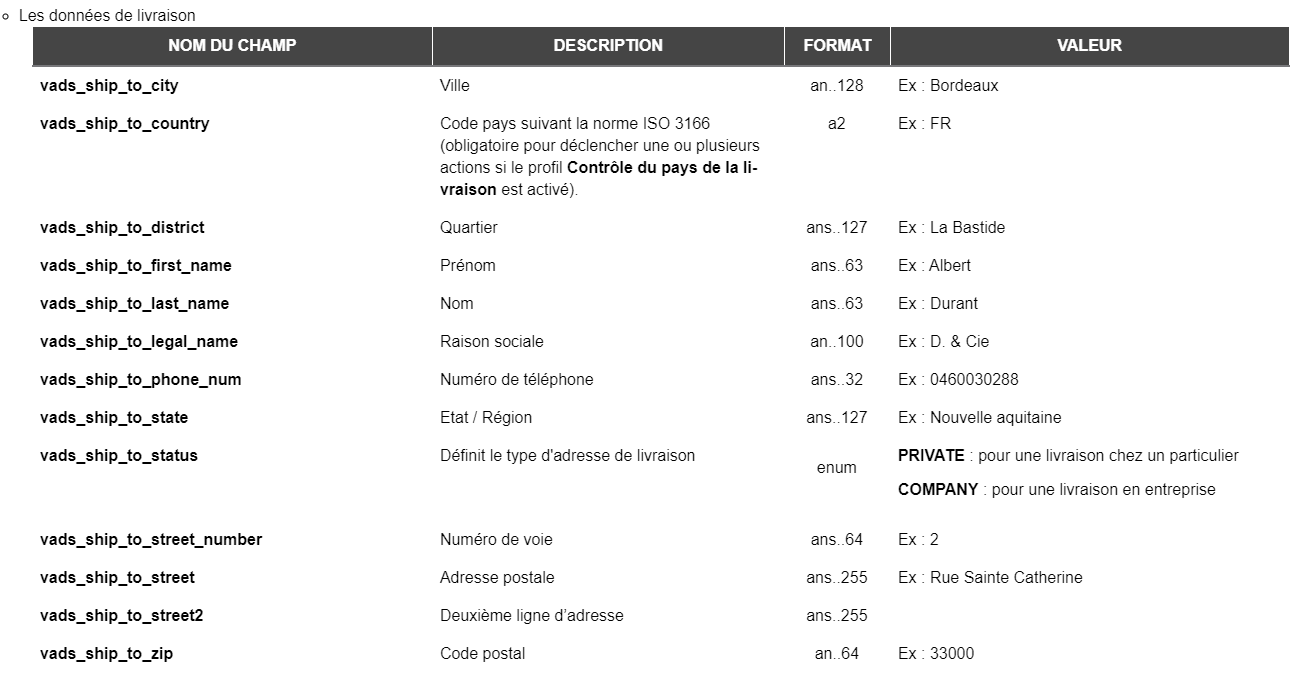 Les données de livraison
NOM DU CHAMP DESCRIPTION FORMAT VALEUR
vads_ship_to_city Ville an..128 Ex : Bordeaux
vads_ship_to_country Code pays suivant la norme ISO 3166 a2 Ex : FR
(obligatoire pour déclencher une ou plusieurs
actions si le profil Contrôle du pays de la li-
vraison est activé).
vads_ship_to_district Quartier ans..127 Ex : La Bastide
vads_ship_to_first_name Prénom ans..63 Ex : Albert
vads_ship_to_last_name Nom ans..63 Ex : Durant
vads_ship_to_legal_name Raison sociale an..100 Ex : D. & Cie
vads_ship_to_phone_num Numéro de téléphone ans..32 Ex : 0460030288
vads_ship_to_state Etat / Région ans..127 Ex : Nouvelle aquitaine
vads_ship_to_status Définit le type d'adresse de livraison enum PRIVATE : pour une livraison chez un particulier
COMPANY : pour une livraison en entreprise
vads_ship_to_street_number Numéro de voie ans..64 Ex : 2
vads_ship_to_street Adresse postale ans..255 Ex : Rue Sainte Catherine
vads_ship_to_street2 Deuxième ligne d’adresse ans..255
vads_ship_to_zip Code postal an..64 Ex : 33000